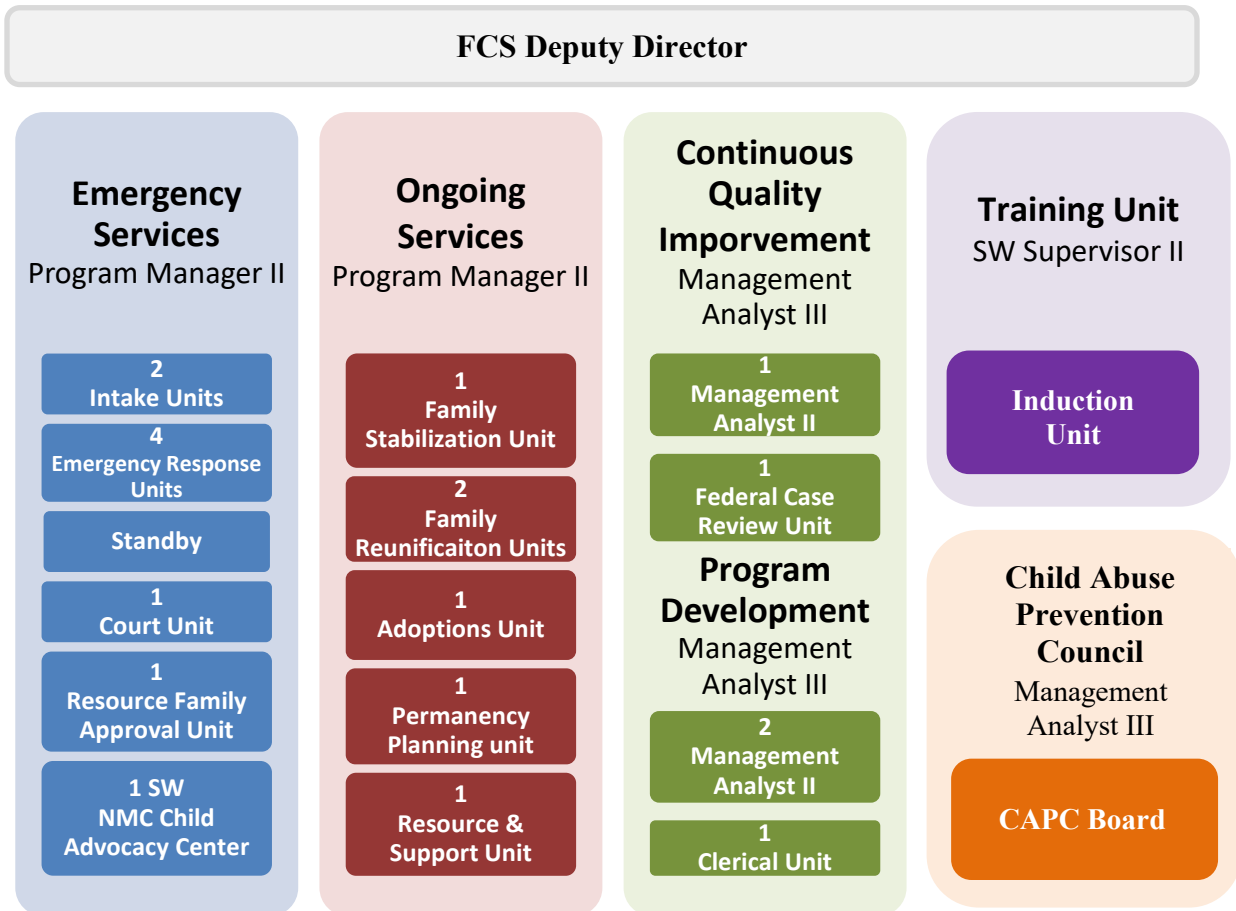 FCS Deputy Director
Emergency
Services
Program Manager II
2
Intake Units
4
Emergency Response
Units
Standby
1
Court Unit
1
Resource Family
Approval Unit
1 SW
NMC Child
Advocacy Center
Ongoing
Services
Program Manager II
1
Family
Stabilization Unit
2
Family
Reunificaiton Units
1
Adoptions Unit
1
Permanency
Planning unit
1
Resource &
Support Unit
Continuous
Quality
Imporvement
Management
Analyst III
1
Management
Analyst II
1
Federal Case
Review Unit
Program
Development
Management
Analyst III
2
Management
Analyst II
1
Clerical Unit
Training Unit
SW Supervisor II
Induction
Unit
Child Abuse
Prevention
Council
Management
Analyst III
CAPC Board